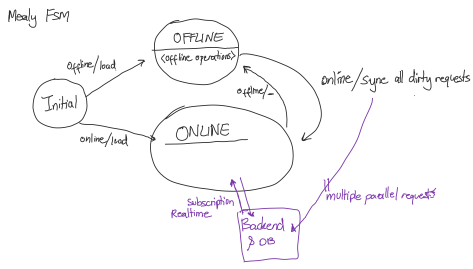 Mealy FSM
OFFLINE
<offline operations>
Offline/load
Online/sync all dirty requests
Initial
offline/-
ONLINE
online/load
Subscription
Realtime
multiple parallel requests
Backend
& DB